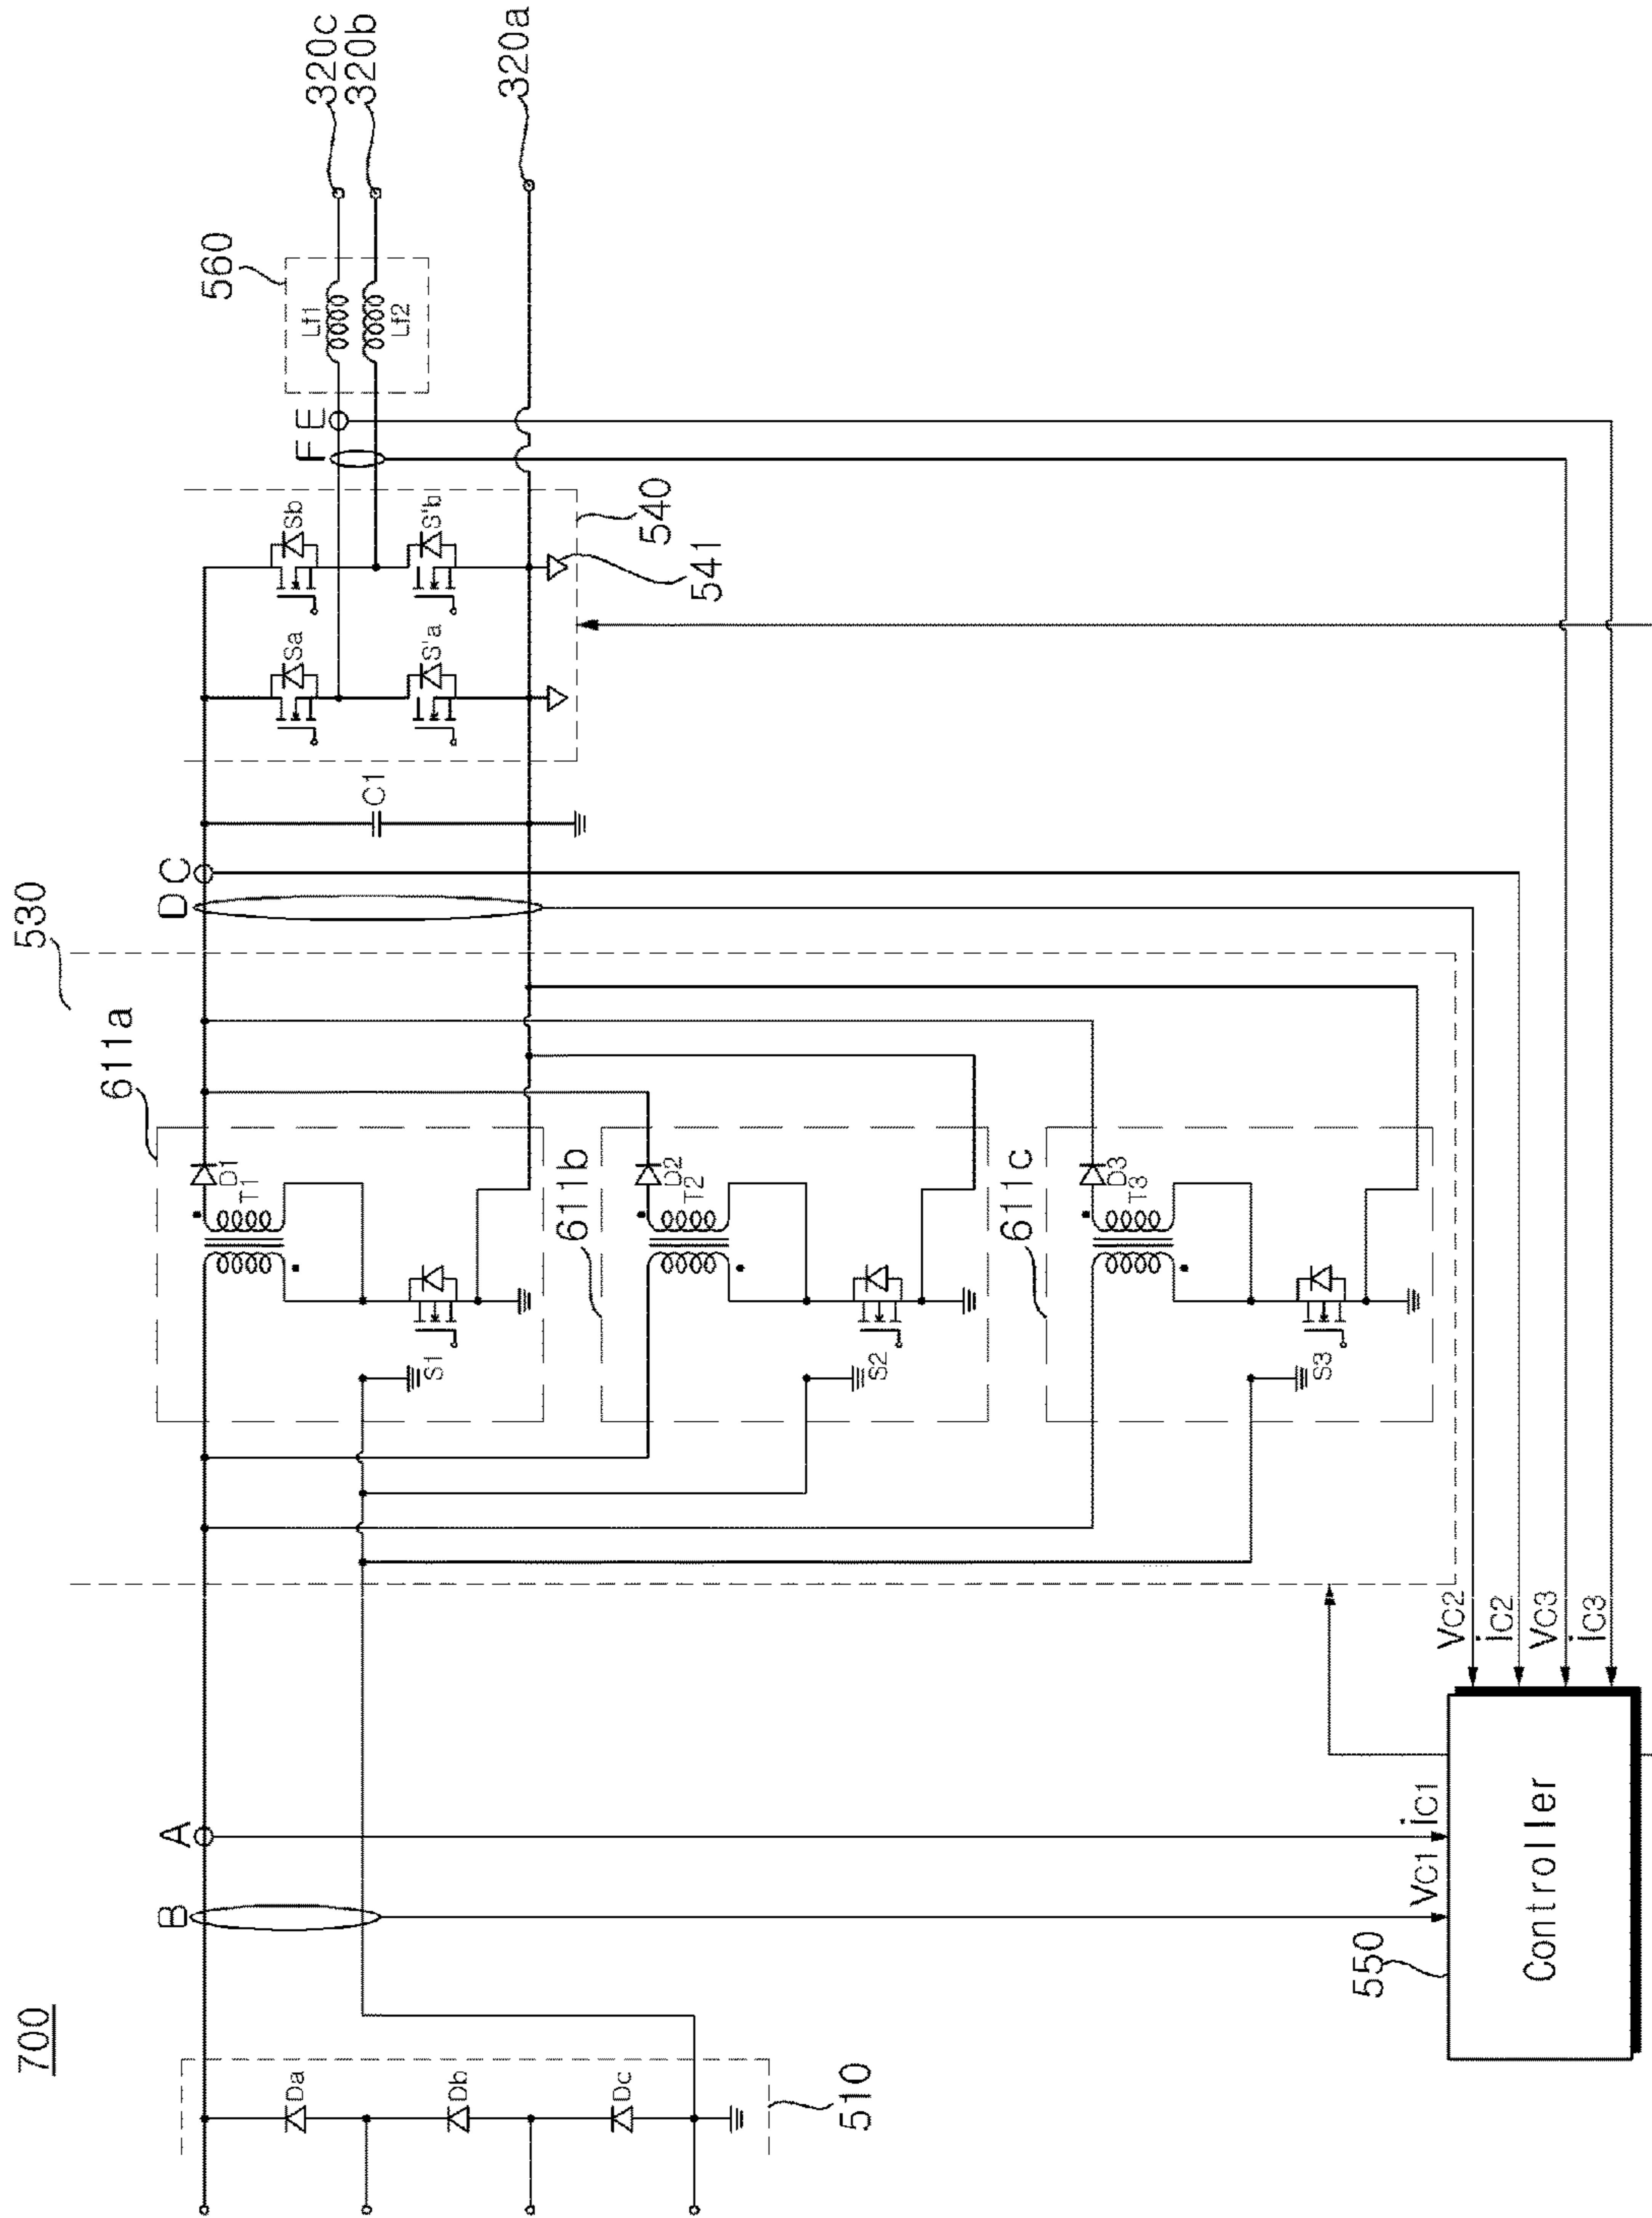 700
530
611a
611b
611c
510
550
560
540
541
320c
320b
320a
Da
Db
Dc
B
A
D
C
F
E
D1
T1
S1
D2
T2
S2
D3
T3
S3
C1
Sa
S'a
Sb
S'b
Lf1
Lf2
VC1
iC1
VC2
iC2
VC3
iC3
Controller